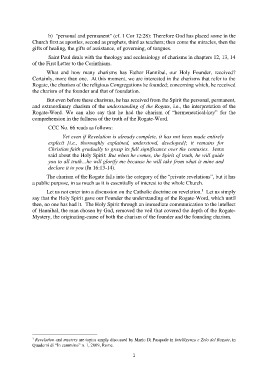 b) "personal and permanent" (cf. 1 Cor 12:28): Therefore God has placed some in the
Church first as apostles, second as prophets, third as teachers; then come the miracles, then the
gifts of healing, the gifts of assistance, of governing, of tongues.
Saint Paul deals with the theology and ecclesiology of charisms in chapters 12, 13, 14
of the First Letter to the Corinthians.
What and how many charisms has Father Hannibal, our Holy Founder, received?
Certainly, more than one. At this moment, we are interested in the charisms that refer to the
Rogate, the charism of the religious Congregations he founded; concerning which, he received
the charism of the founder and that of foundation.
But even before these charisms, he has received from the Spirit the personal, permanent,
and extraordinary charism of the understanding of the Rogate, i.e., the interpretation of the
Rogate-Word. We can also say that he had the charism of "hermeneutical-key" for the
comprehension in the fullness of the truth of the Rogate-Word.
CCC No. 66 reads as follows:
Yet even if Revelation is already complete, it has not been made entirely
explicit [i.e., thoroughly explained, understood, developed]; it remains for
Christian faith gradually to grasp its full significance over the centuries. Jesus
said about the Holy Spirit: But when he comes, the Spirit of truth, he will guide
you to all truth...he will glorify me because he will take from what is mine and
declare it to you (Jn 16:13-14).
The charism of the Rogate falls into the category of the "private revelations", but it has
a public purpose, in as much as it is essentially of interest to the whole Church.
Let us not enter into a discussion on the Catholic doctrine on revelation.¹ Let us simply
say that the Holy Spirit gave our Founder the understanding of the Rogate-Word, which until
then, no one has had it. The Holy Spirit through an immediate communication to the intellect
of Hannibal, the man chosen by God, removed the veil that covered the depth of the Rogate-
Mystery, the originating-cause of both the charism of the founder and the founding charism.
¹ Revelation and mystery are topics amply discussed by Mario Di Pasquale in Intelligenza e Zelo del Rogate, in
Quaderni di "In cammino" n. 1, 2009, Rome.
2